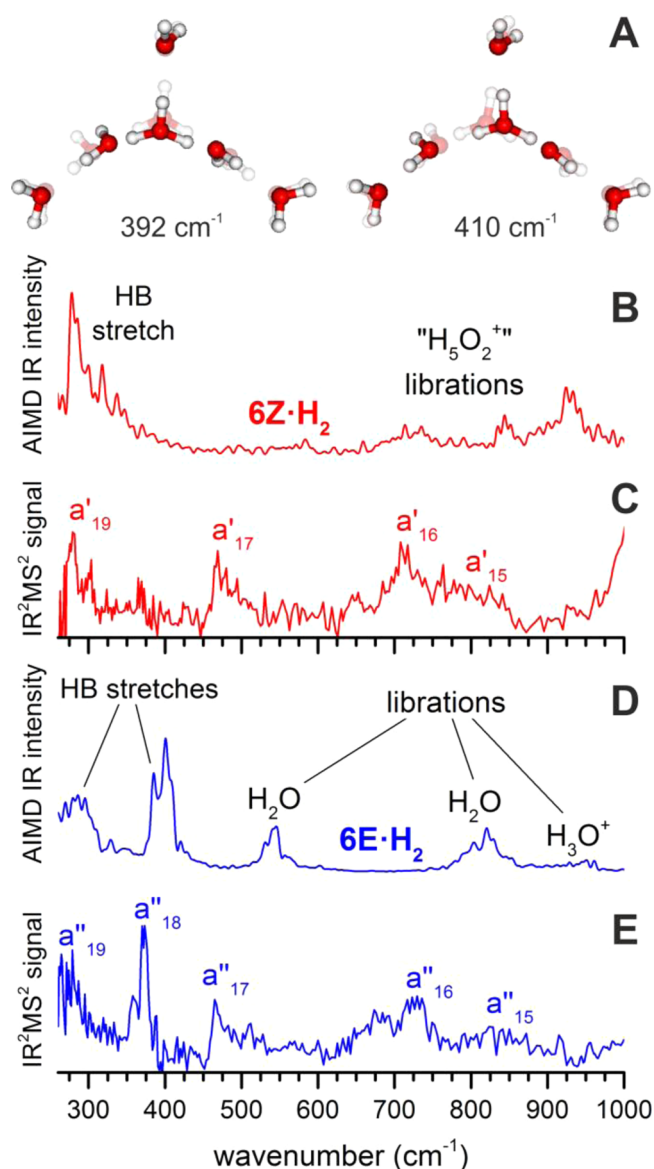 A
392 cm⁻¹
410 cm⁻¹
B
AIMD IR intensity
HB
stretch
"H₅O₂⁺"
librations
6Z·H₂
C
IR²MS² signal
a'₁₉
a'₁₇
a'₁₆
a'₁₅
D
AIMD IR intensity
HB stretches
librations
H₂O
H₂O
H₃O⁺
6E·H₂
E
IR²MS² signal
a"₁₉
a"₁₈
a"₁₇
a"₁₆
a"₁₅
300 400 500 600 700 800 900 1000
wavenumber (cm⁻¹)